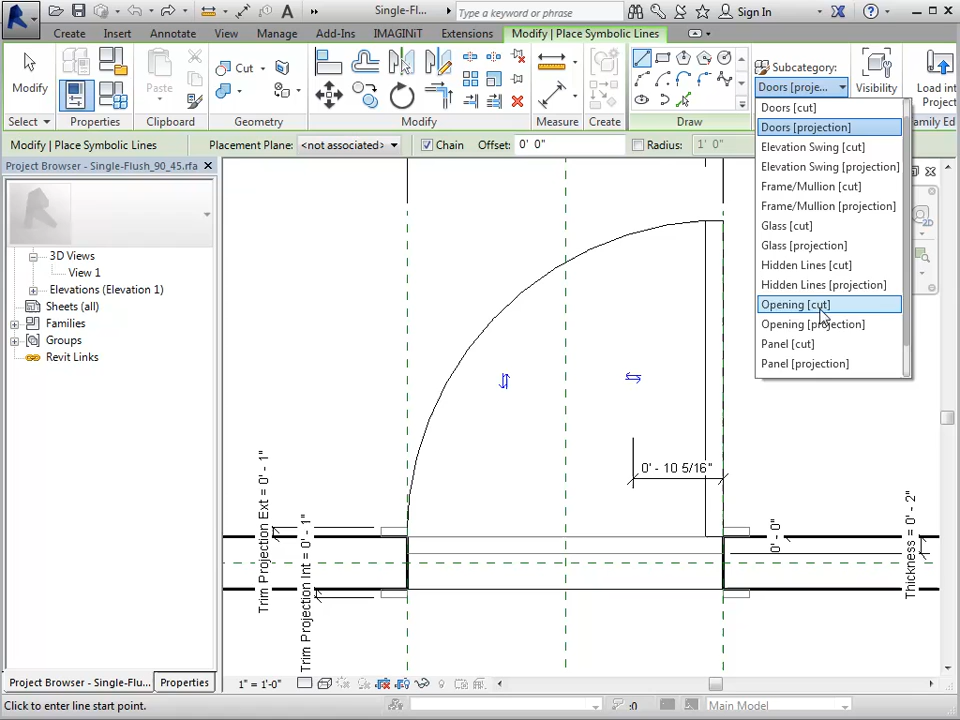 Single-Fl...
Type a keyword or phrase
Sign In
Create
Insert
Annotate
View
Manage
Add-Ins
IMAGINiT
Extensions
Modify | Place Symbolic Lines
Modify
Paste
Cut
Subcategory:
Doors [proje...
Visibility
Load into
Project
Select
Properties
Clipboard
Modify
Measure
Create
Draw
Family Ed
Modify | Place Symbolic Lines
Placement Plane:
<not associated>
Chain
Offset:
0' 0"
Radius:
1' 0"
Doors [cut]
Doors [projection]
Elevation Swing [cut]
Elevation Swing [projection]
Frame/Mullion [cut]
Frame/Mullion [projection]
Glass [cut]
Glass [projection]
Hidden Lines [cut]
Hidden Lines [projection]
Opening [cut]
Opening [projection]
Panel [cut]
Panel [projection]
Project Browser - Single-Flush_90_45.rfa
3D Views
View 1
Elevations (Elevation 1)
Sheets (all)
Families
Groups
Revit Links
0' - 10 5/16"
Trim Projection Ext = 0' - 1"
Trim Projection Int = 0' - 1"
0' - 0"
Thickness = 0' - 2"
Project Browser - Single-Flu...
Properties
1" = 1'-0"
Click to enter line start point.
:0
Main Model